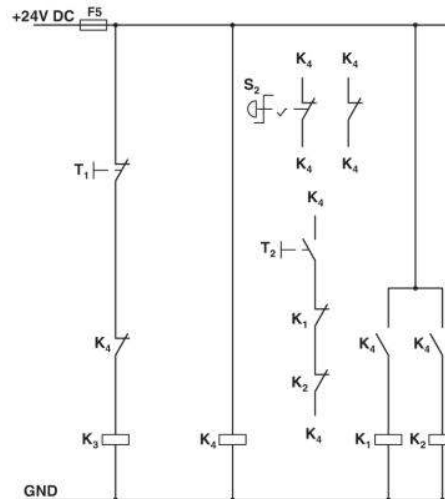 +24V DC F5
K4 K4
S2
K4 K4
T1
K4
T2
K1
K4 K4 K4
K2
K4
K3 K4 K1 K2
GND